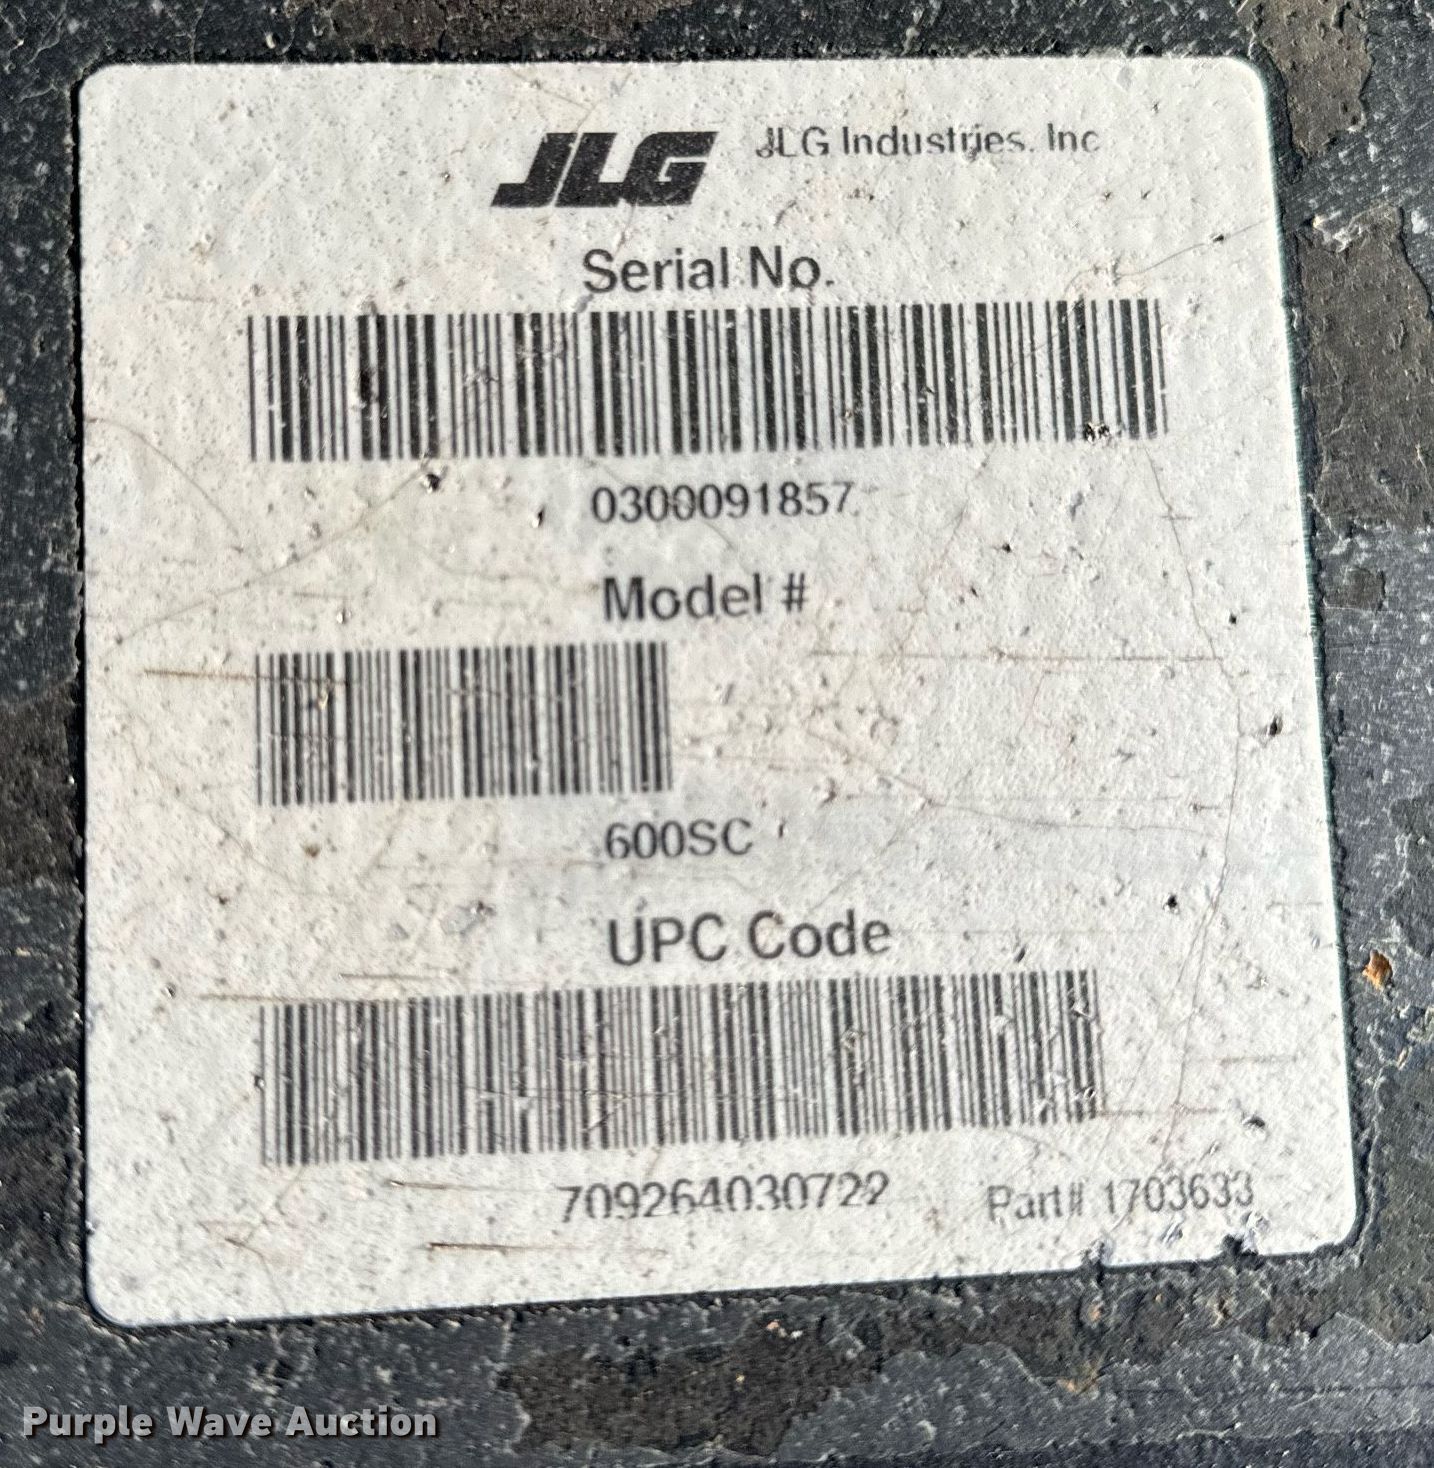 JLG JLG Industries, Inc
Serial No.
0300091857
Model #
600SC
UPC Code
709264030722 Part# 1703633
Purple Wave Auction